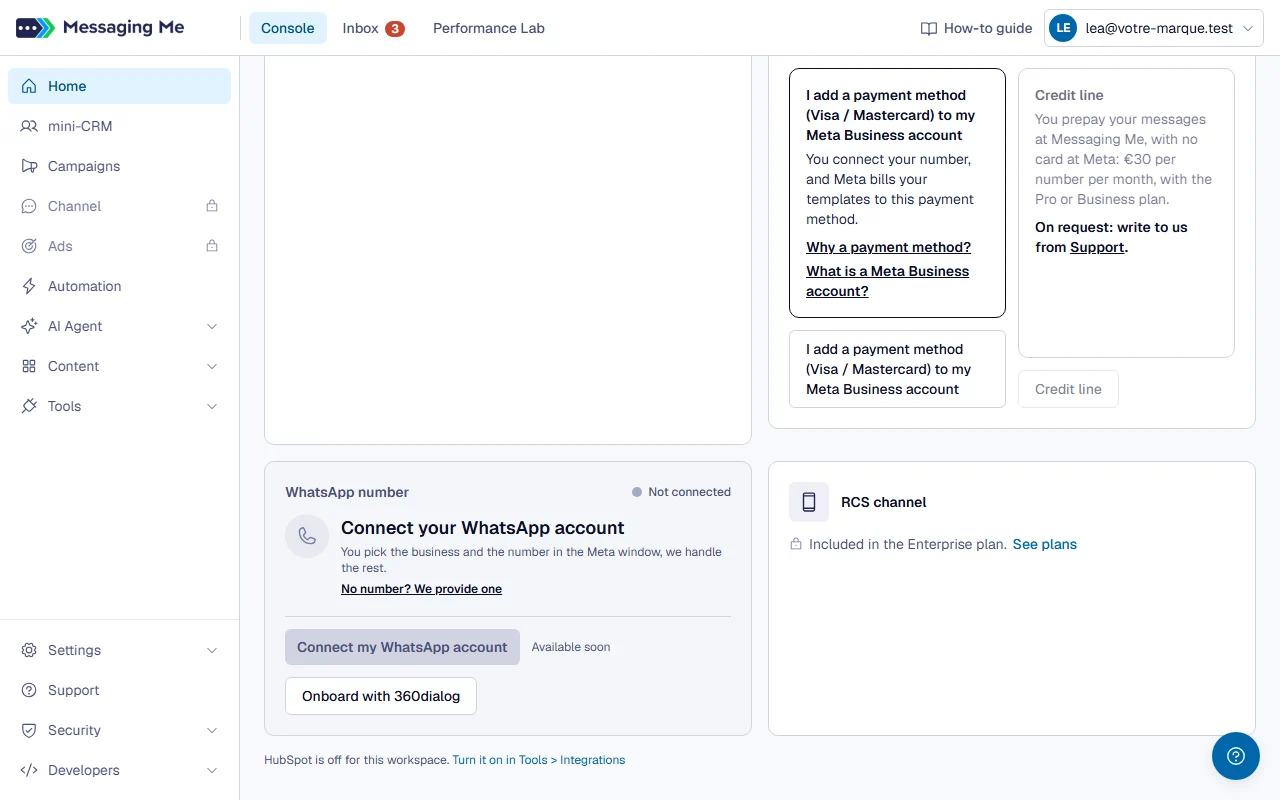 Messaging Me
Console
Inbox 3
Performance Lab
How-to guide
LE lea@votre-marque.test
Home
mini-CRM
Campaigns
Channel
Ads
Automation
AI Agent
Content
Tools
Settings
Support
Security
Developers
I add a payment method
(Visa / Mastercard) to my
Meta Business account
You connect your number,
and Meta bills your
templates to this payment
method.
Why a payment method?
What is a Meta Business
account?
I add a payment method
(Visa / Mastercard) to my
Meta Business account
Credit line
You prepay your messages
at Messaging Me, with no
card at Meta: €30 per
number per month, with the
Pro or Business plan.
On request: write to us
from Support.
Credit line
WhatsApp number
Not connected
Connect your WhatsApp account
You pick the business and the number in the Meta window, we handle
the rest.
No number? We provide one
Connect my WhatsApp account
Available soon
Onboard with 360dialog
RCS channel
Included in the Enterprise plan. See plans
HubSpot is off for this workspace. Turn it on in Tools > Integrations